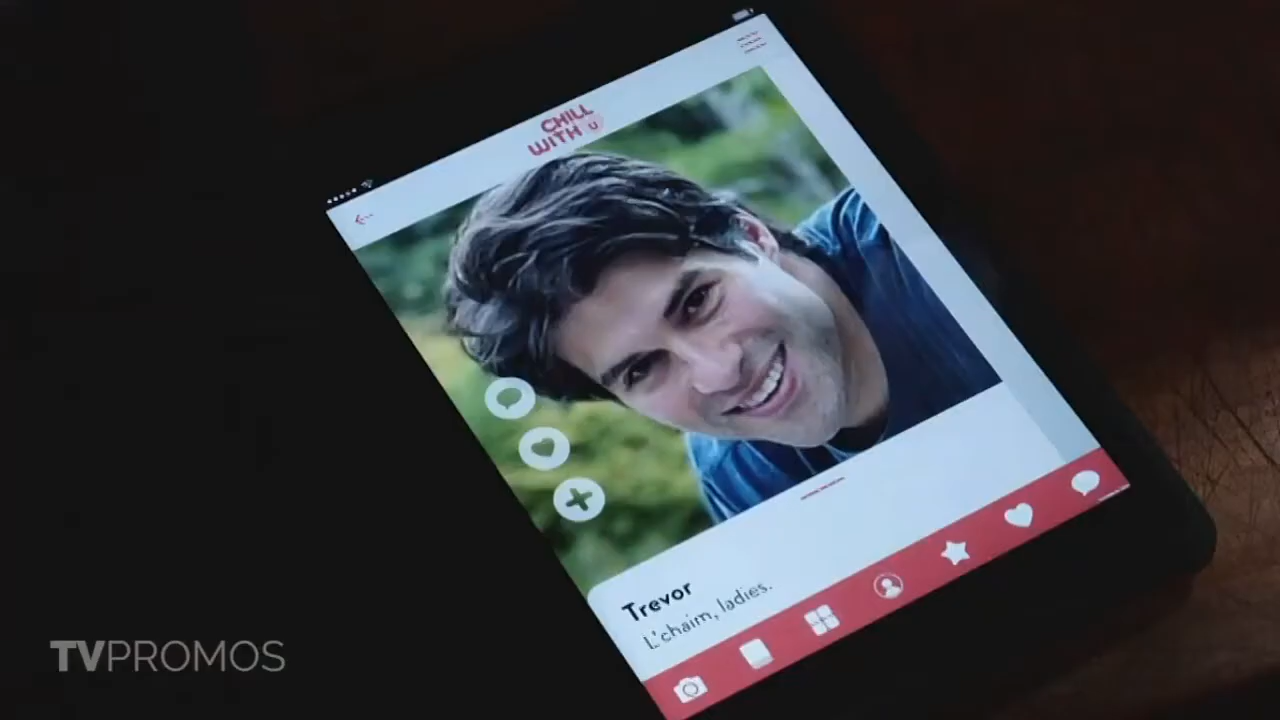 CHILL
WITH U
Trevor
L'chaim, ladies.
TVPROMOS